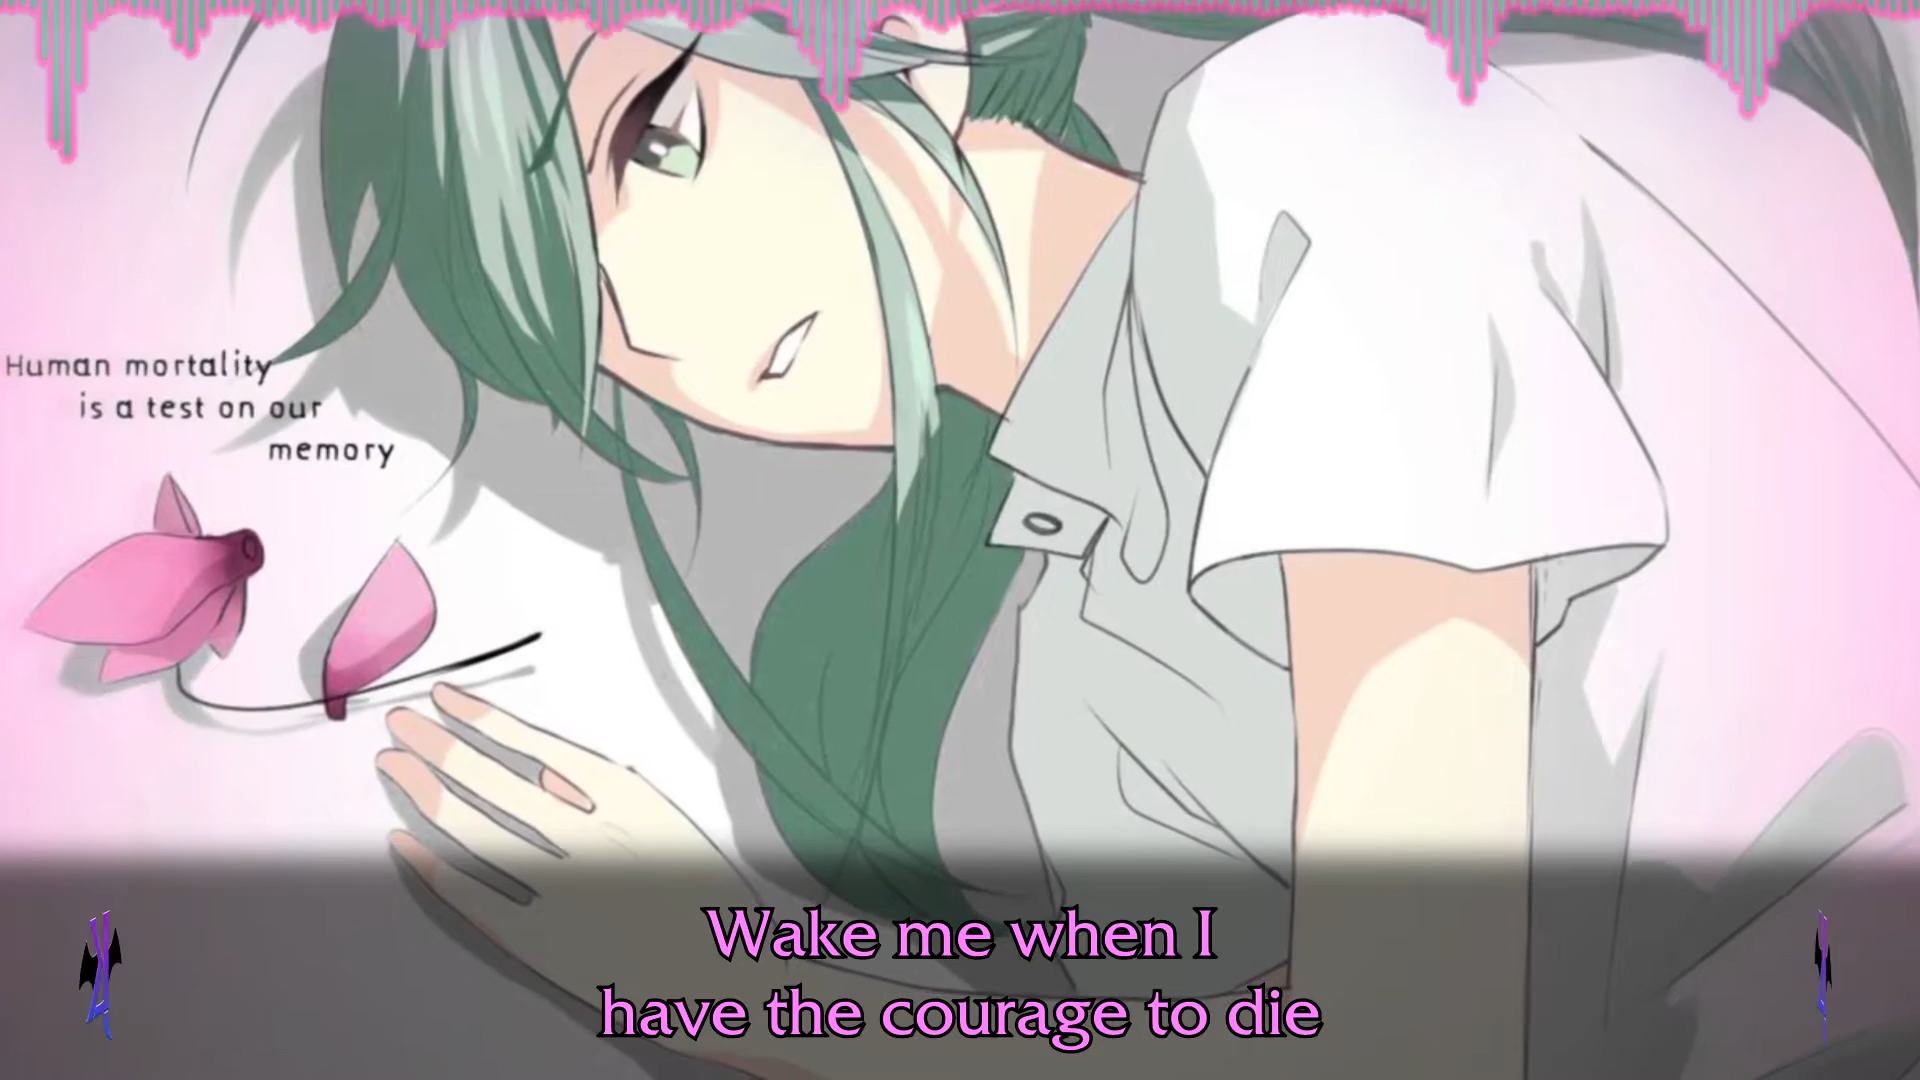 Human mortality
is a test on our
memory
Wake me when I
have the courage to die